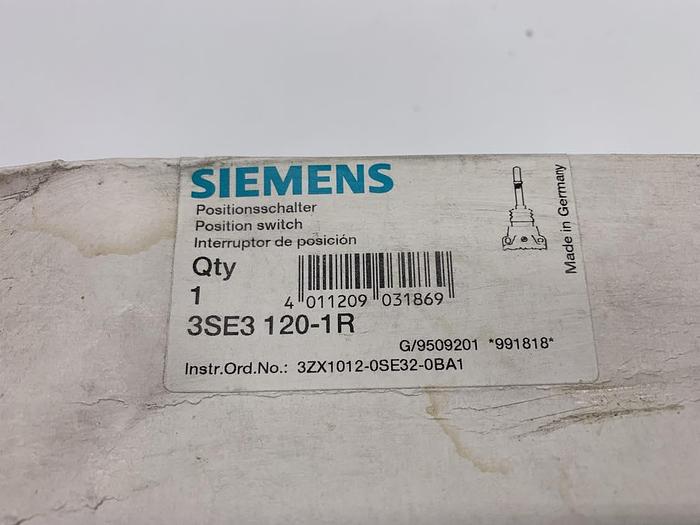 SIEMENS
Positionsschalter
Position switch
Interruptor de posición
Qty
1
4 011209 031869
3SE3 120-1R
G/9509201 *991818*
Instr.Ord.No.: 3ZX1012-0SE32-0BA1
Made in Germany